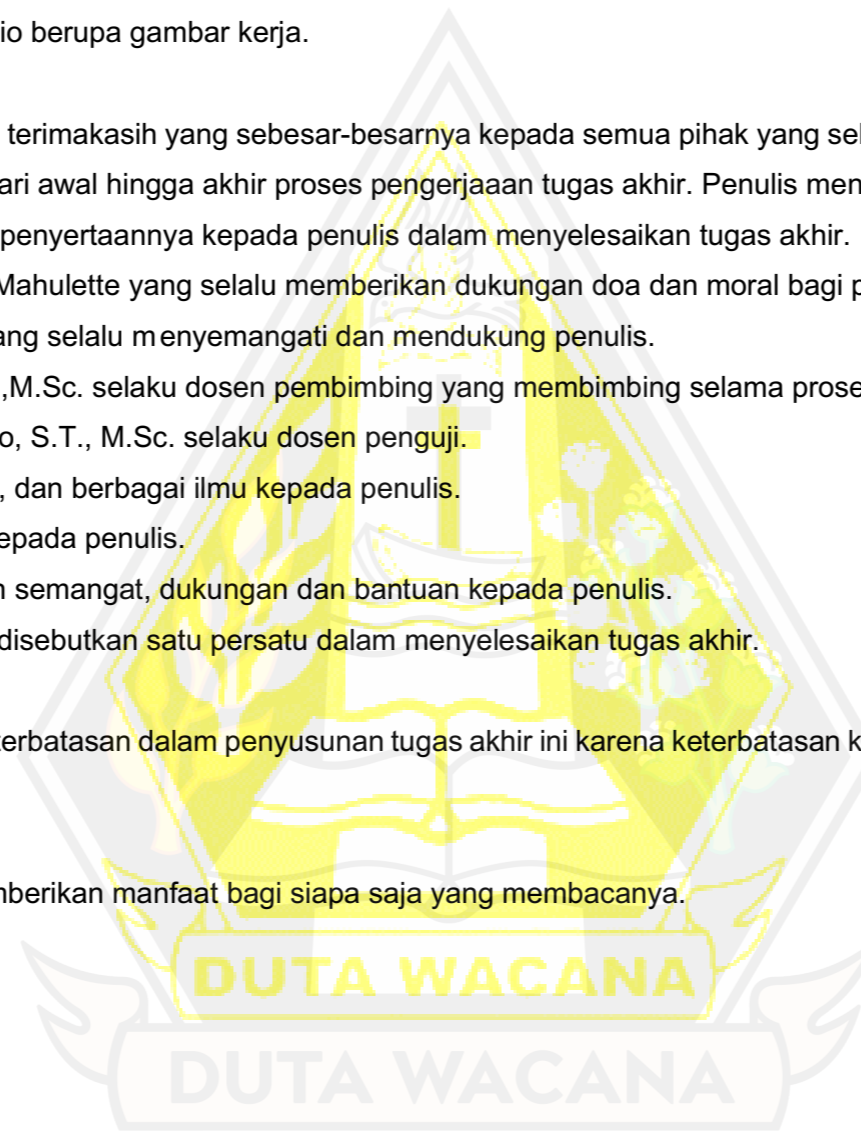 io berupa gambar kerja.
terimakasih yang sebesar-besarnya kepada semua pihak yang sel
ari awal hingga akhir proses pengerjaaan tugas akhir. Penulis men
penyertaannya kepada penulis dalam menyelesaikan tugas akhir.
Mahulette yang selalu memberikan dukungan doa dan moral bagi p
ang selalu menyemangati dan mendukung penulis.
,M.Sc. selaku dosen pembimbing yang membimbing selama prose
o, S.T., M.Sc. selaku dosen penguji.
, dan berbagai ilmu kepada penulis.
epada penulis.
n semangat, dukungan dan bantuan kepada penulis.
disebutkan satu persatu dalam menyelesaikan tugas akhir.
terbatasan dalam penyusunan tugas akhir ini karena keterbatasan k
mberikan manfaat bagi siapa saja yang membacanya.
DUTA WACANA
DUTA WACANA